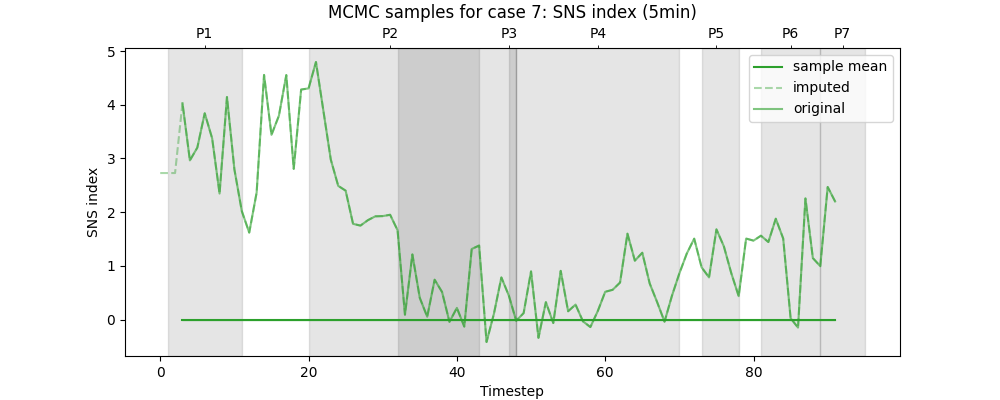 MCMC samples for case 7: SNS index (5min)
P1 P2 P3 P4 P5 P6 P7
sample mean
imputed
original
5
4
3
2
1
0
SNS index
0 20 40 60 80
Timestep